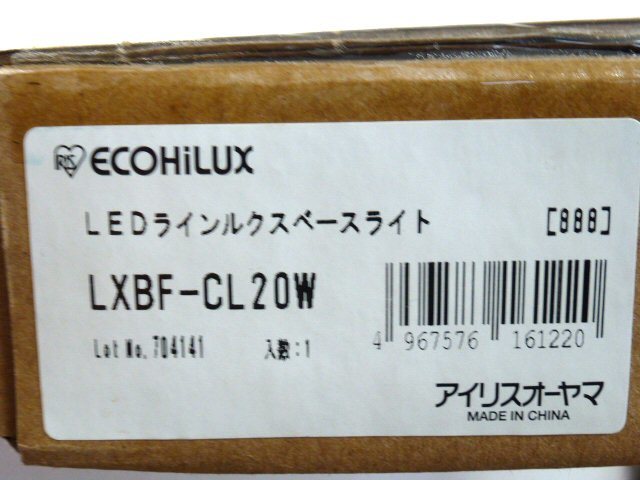 IRIS ECOHiLUX
LEDラインルクスベースライト [888]
LXBF-CL20W
Lot No. 704141 入数:1
4 967576 161220
アイリスオーヤマ
MADE IN CHINA